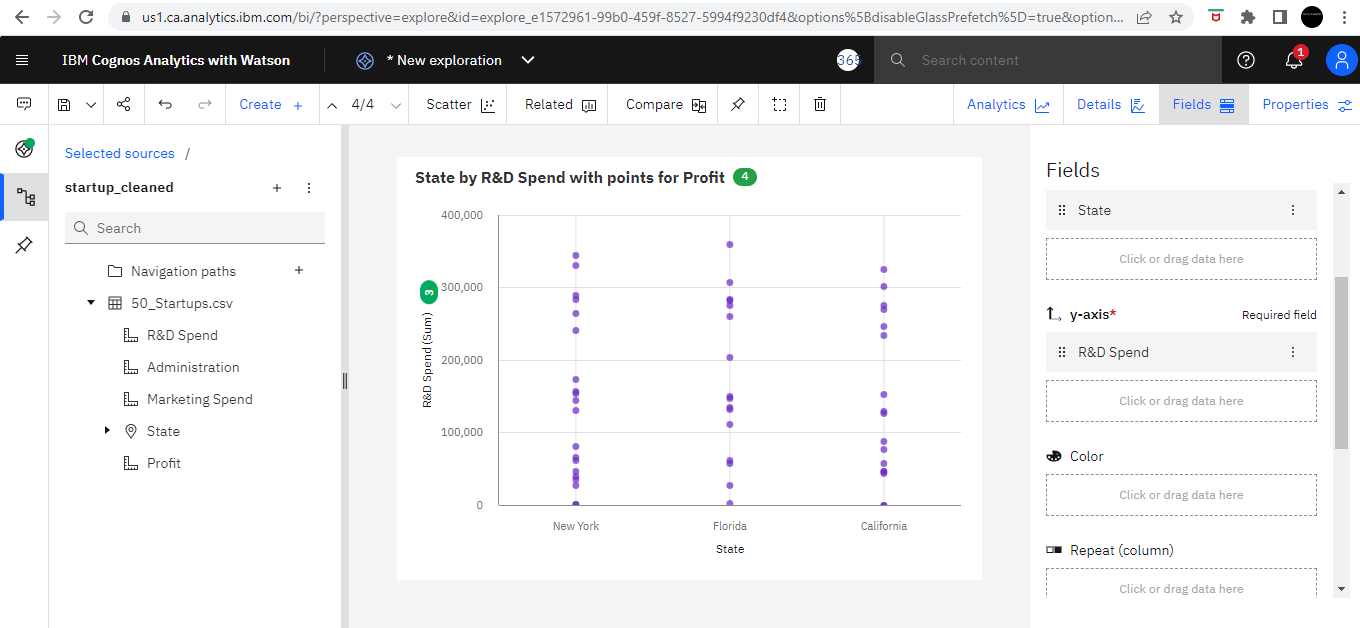 us1.ca.analytics.ibm.com/bi/?perspective=explore&id=explore_e1572961-99b0-459f-8527-5994f9230df4&options%5BdisableGlassPrefetch%5D=true&option...
IBM Cognos Analytics with Watson
* New exploration
365
Search content
1
Create +
4/4
Scatter
Related
Compare
Analytics
Details
Fields
Properties
Selected sources /
startup_cleaned
Search
Navigation paths
50_Startups.csv
R&D Spend
Administration
Marketing Spend
State
Profit
State by R&D Spend with points for Profit 4
400,000
300,000
200,000
100,000
0
3
R&D Spend (Sum)
New York
Florida
California
State
Fields
State
Click or drag data here
y-axis* Required field
R&D Spend
Click or drag data here
Color
Click or drag data here
Repeat (column)
Click or drag data here